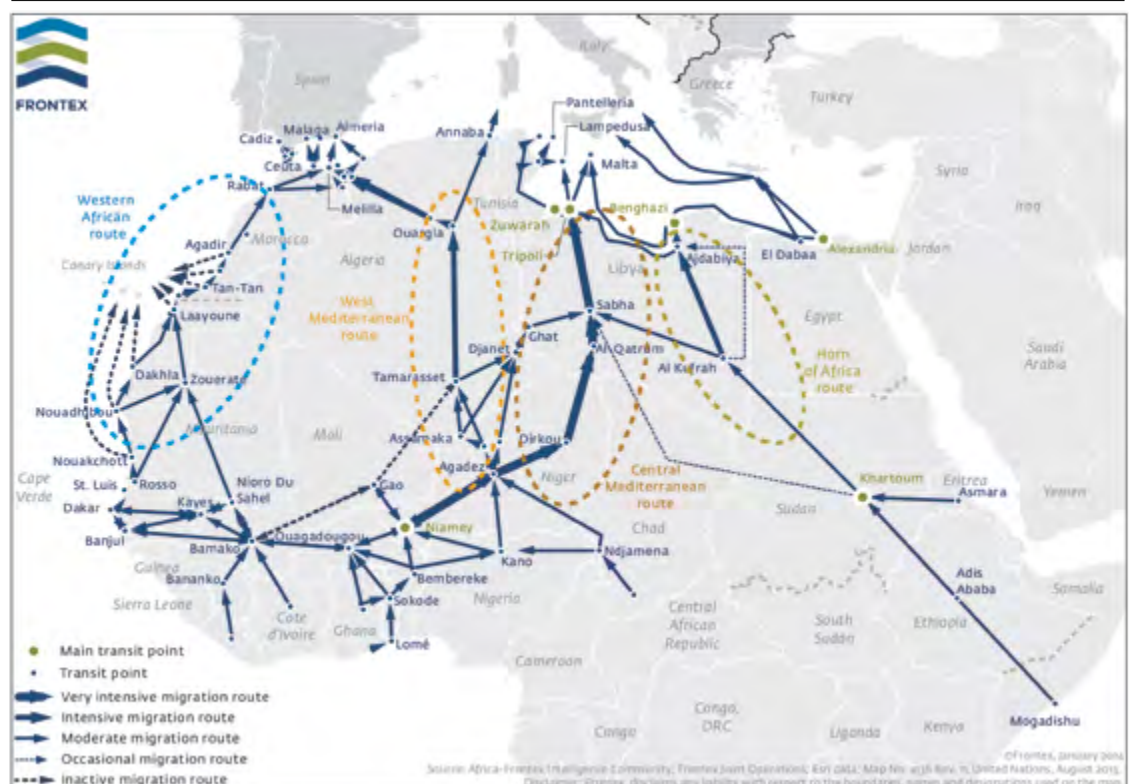 FRONTEX
Spain
Italy
Greece
Turkey
Syria
Iraq
Jordan
Saudi
Arabia
Yemen
Egypt
Libya
Tunisia
Algeria
Morocco
Canary Islands
Mauritania
Mali
Niger
Chad
Sudan
Eritrea
Ethiopia
Somalia
South
Sudan
Central
African
Republic
Cameroon
Nigeria
Ghana
Cote
d'Ivoire
Sierra Leone
Guinea
Cape
Verde
Congo
Congo,
DRC
Uganda
Kenya
Western
African
route
West
Mediterranean
route
Central
Mediterranean
route
Horn
of Africa
route
Cadiz
Malaga
Almeria
Ceuta
Melilla
Rabat
Agadir
Tan-Tan
Laayoune
Dakhla
Zouerate
Nouadhibou
Nouakchott
St. Luis
Rosso
Dakar
Kayes
Nioro Du
Sahel
Banjul
Bamako
Bananko
Ouagadougou
Gao
Niamey
Bembereke
Sokode
Lomé
Kano
Ndjamena
Agadez
Assamaka
Dirkou
Tamarasset
Djanet
Ghat
Al Qatrum
Sabha
Ouargla
Annaba
Pantelleria
Lampedusa
Malta
Zuwarah
Tripoli
Benghazi
Ajdabiya
El Dabaa
Alexandria
Al Kufrah
Khartoum
Asmara
Adis
Ababa
Mogadishu
Main transit point
Transit point
Very intensive migration route
Intensive migration route
Moderate migration route
Occasional migration route
Inactive migration route
©Frontex, January 2014